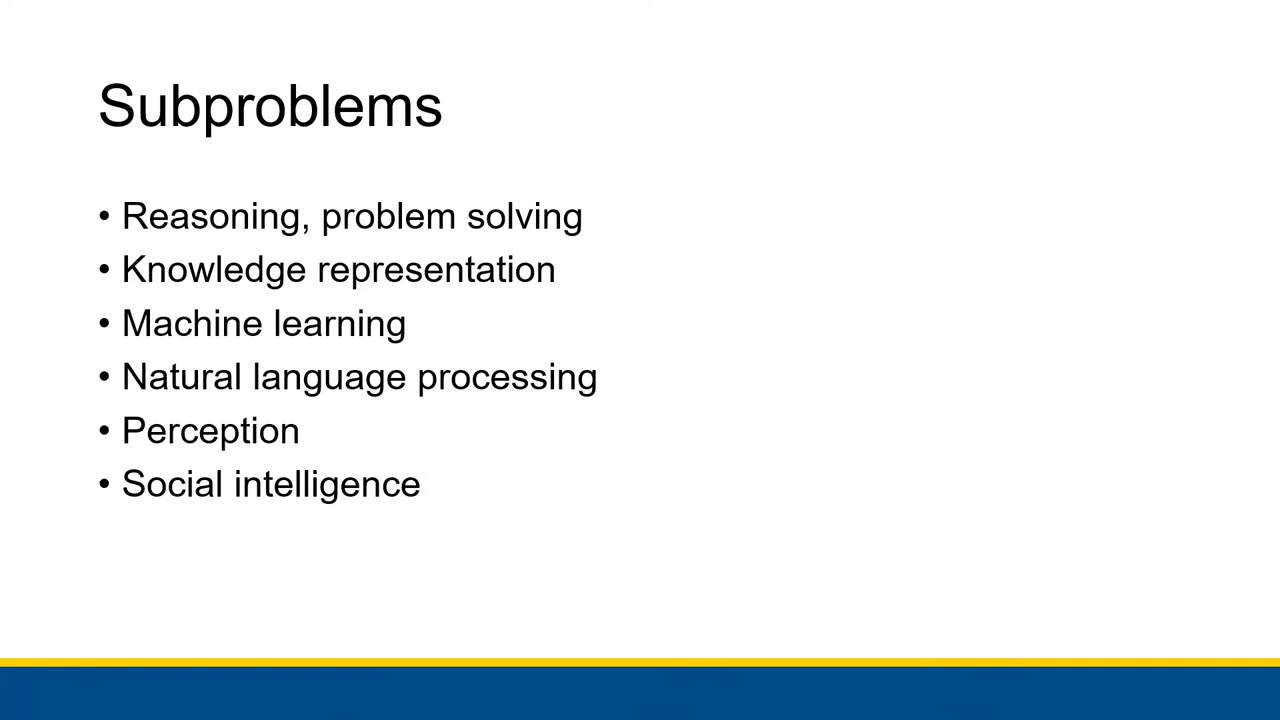 Subproblems
• Reasoning, problem solving
• Knowledge representation
• Machine learning
• Natural language processing
• Perception
• Social intelligence